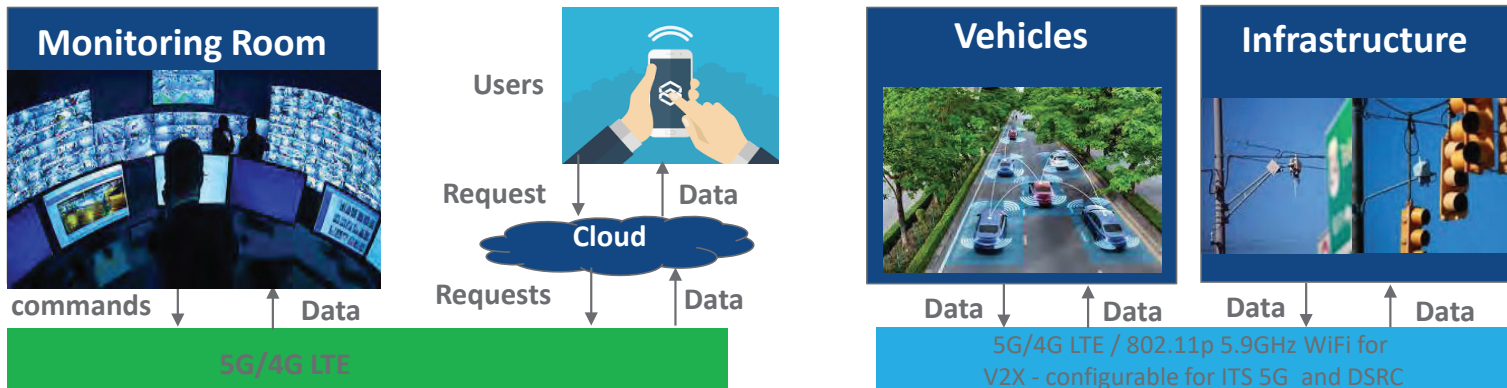 Monitoring Room
Users
Vehicles
Infrastructure
Request
Data
Cloud
commands
Data
Requests
Data
Data
Data
Data
Data
5G/4G LTE
5G/4G LTE / 802.11p 5.9GHz WiFi for
V2X - configurable for ITS 5G and DSRC